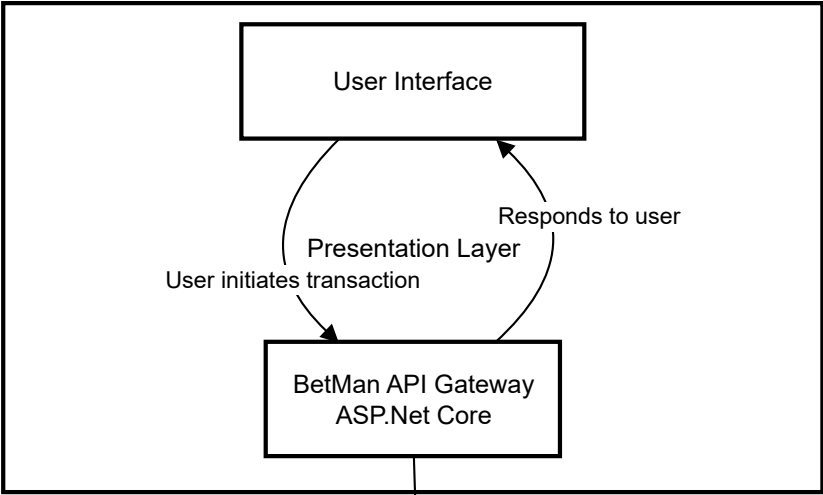 User Interface
Responds to user
Presentation Layer
User initiates transaction
BetMan API Gateway
ASP.Net Core